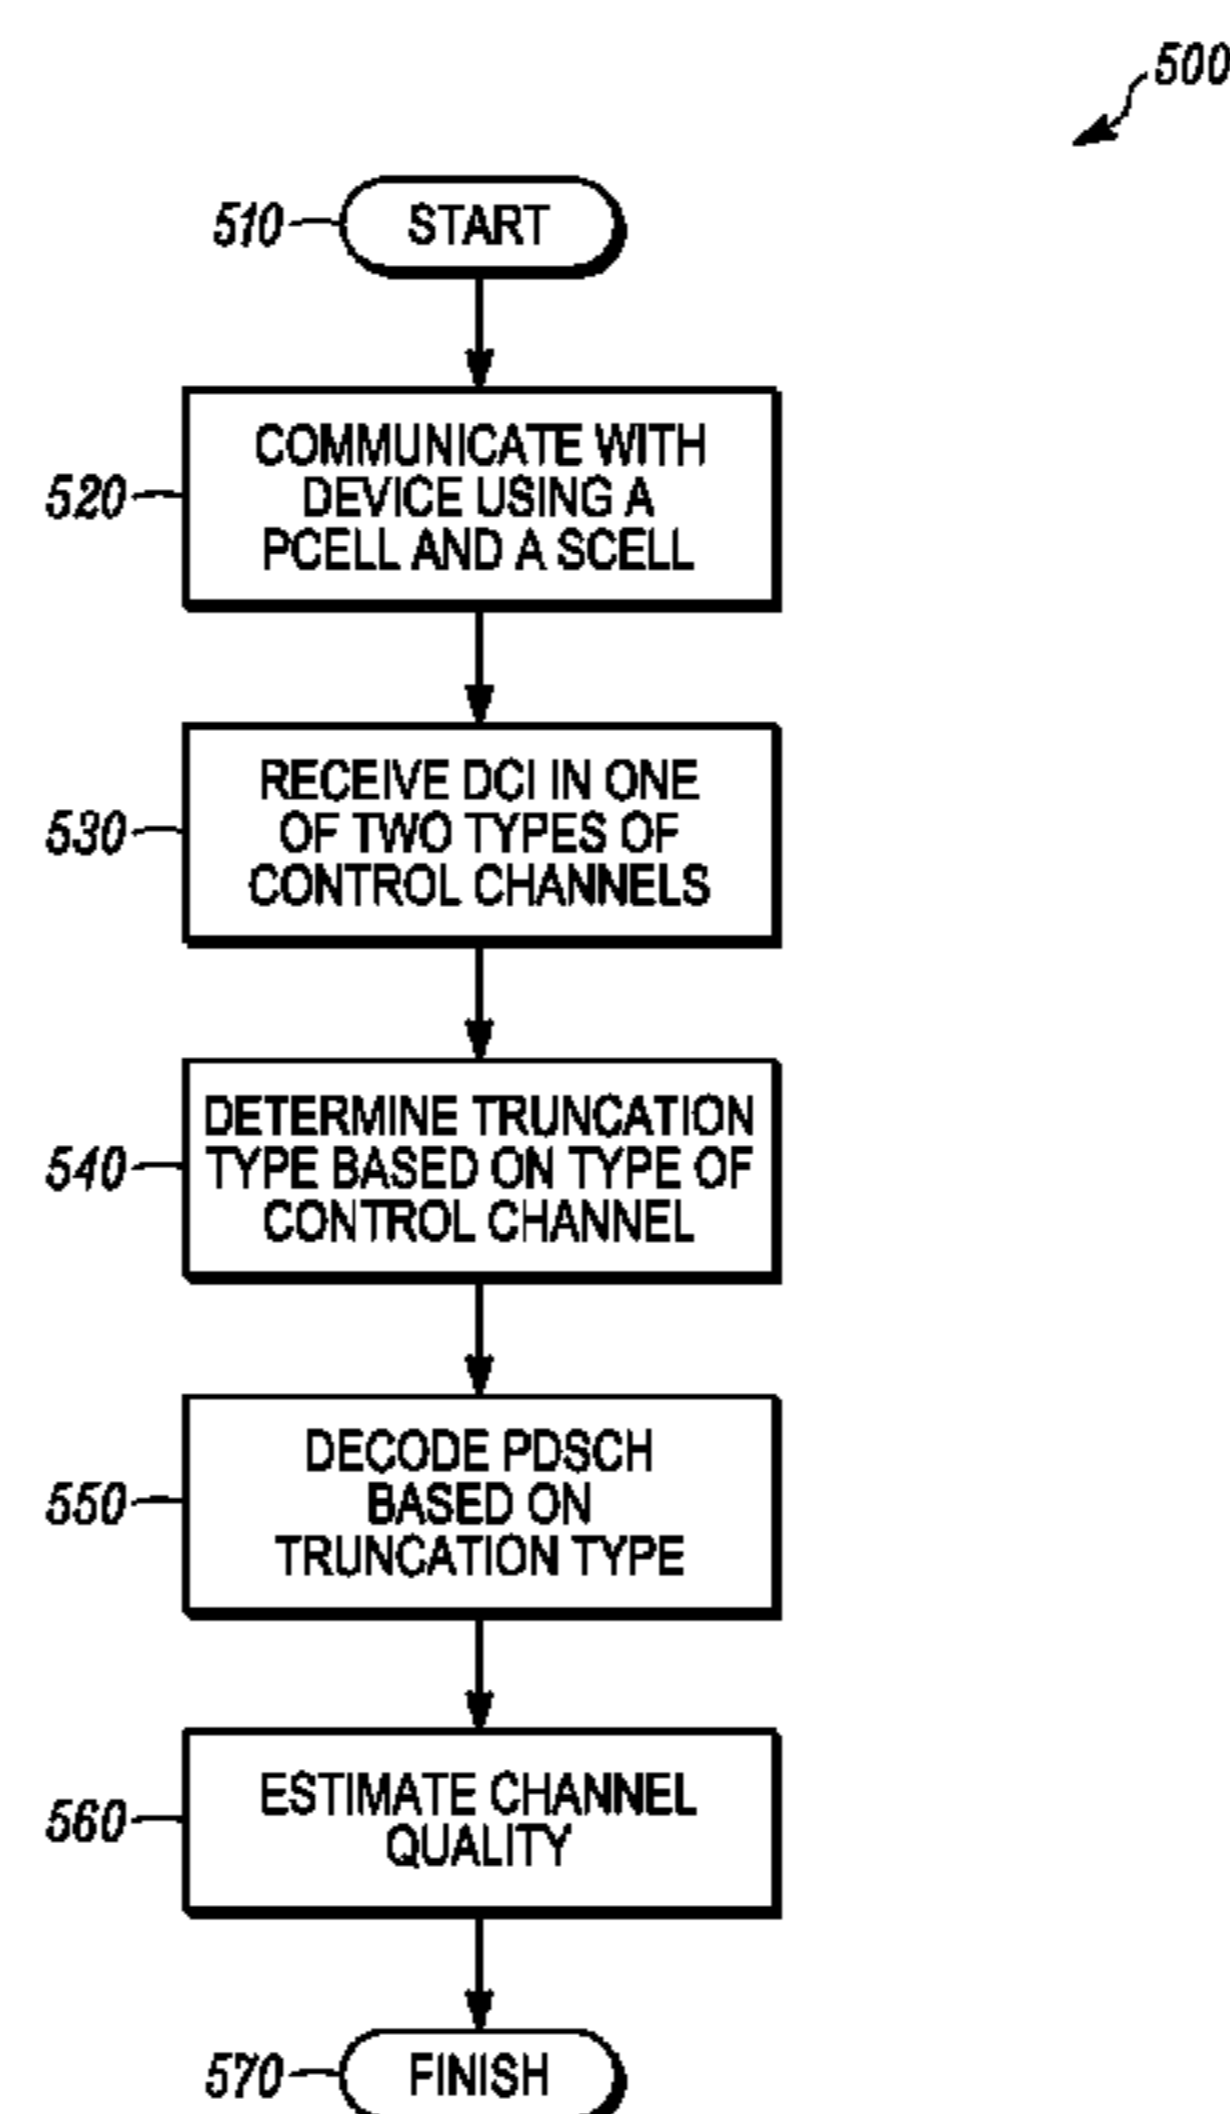 500
510
START
520
COMMUNICATE WITH
DEVICE USING A
PCELL AND A SCELL
530
RECEIVE DCI IN ONE
OF TWO TYPES OF
CONTROL CHANNELS
540
DETERMINE TRUNCATION
TYPE BASED ON TYPE OF
CONTROL CHANNEL
550
DECODE PDSCH
BASED ON
TRUNCATION TYPE
560
ESTIMATE CHANNEL
QUALITY
570
FINISH